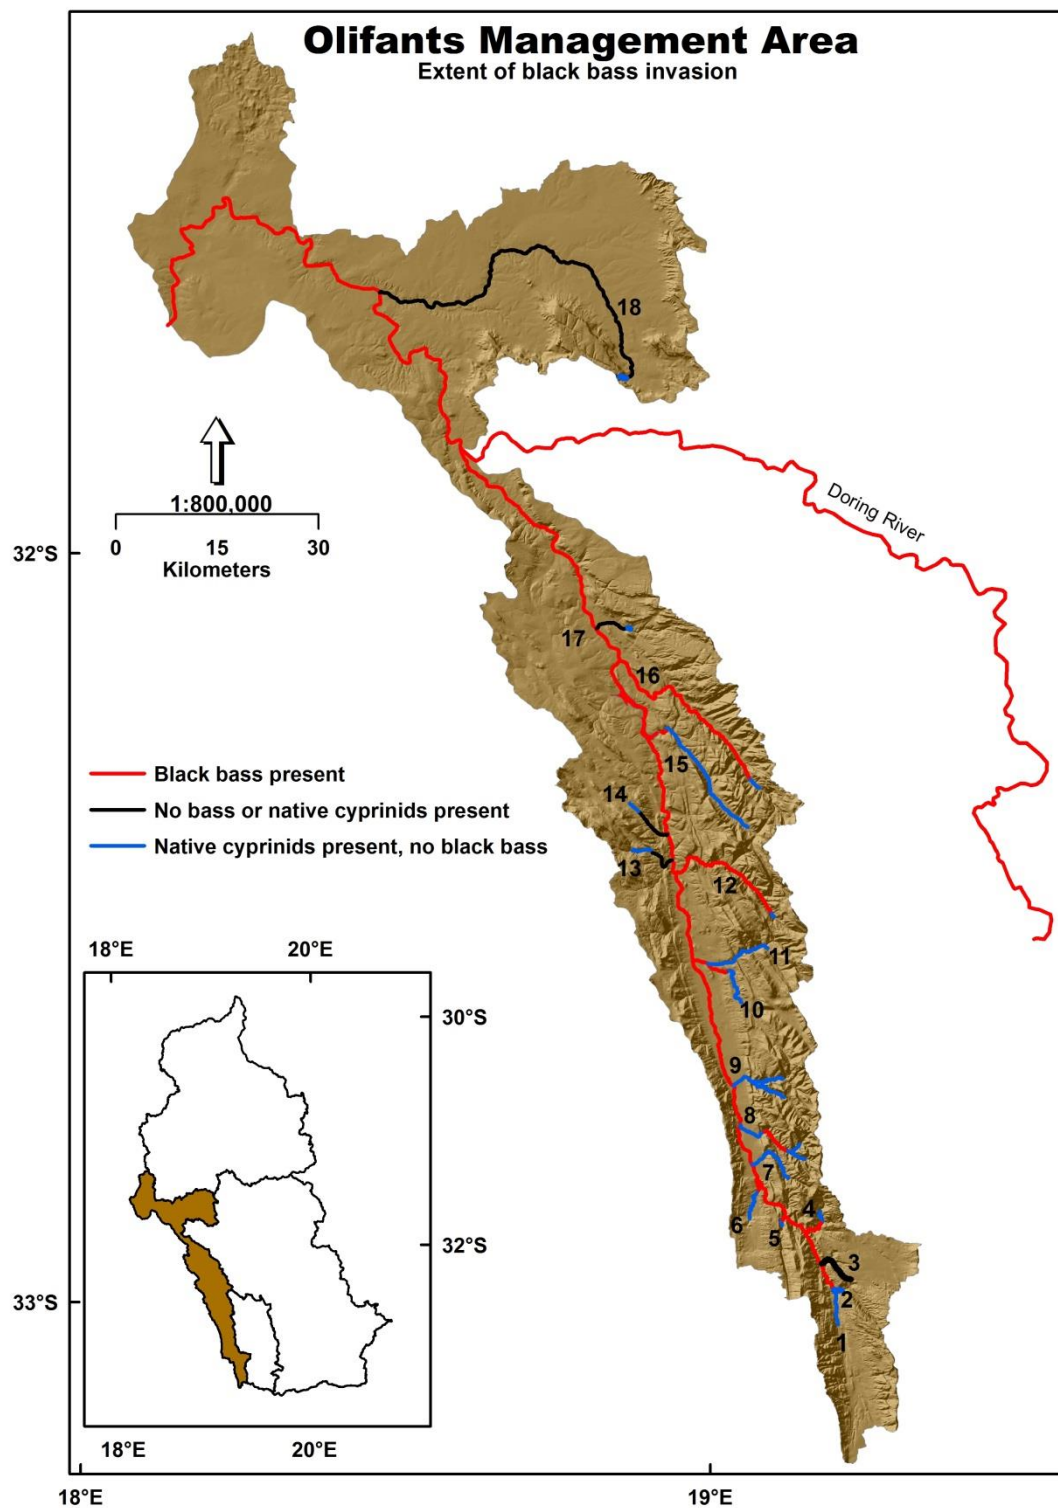 Olifants Management Area
Extent of black bass invasion
18
Doring River
1:800,000
0 15 30
Kilometers
32°S
17
16
15
14
13
12
11
10
9
8
7
6
5
4
3
2
1
Black bass present
No bass or native cyprinids present
Native cyprinids present, no black bass
18°E 20°E
30°S
32°S
33°S
18°E 20°E
18°E 19°E